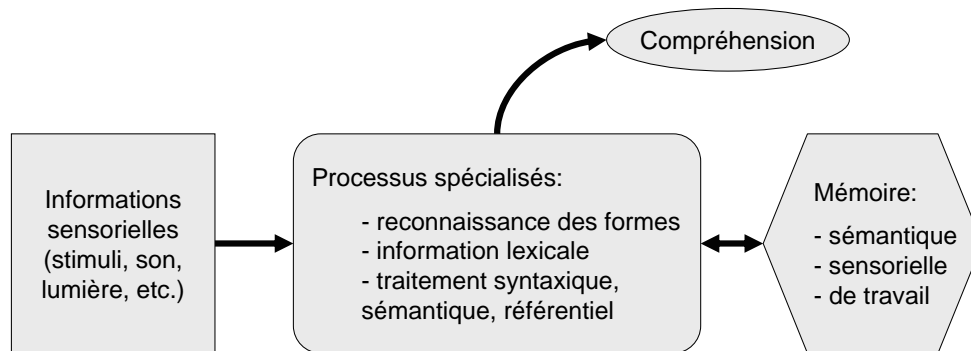 Compréhension
Informations
sensorielles
(stimuli, son,
lumière, etc.)
Processus spécialisés:
- reconnaissance des formes
- information lexicale
- traitement syntaxique,
sémantique, référentiel
Mémoire:
- sémantique
- sensorielle
- de travail